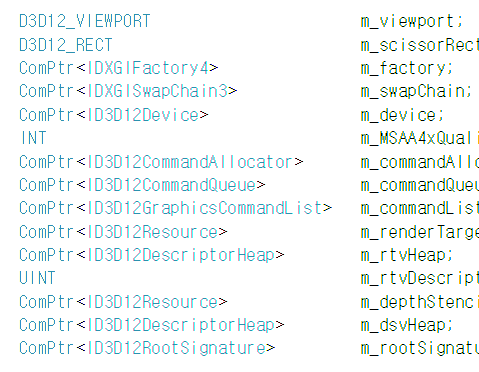 D3D12_VIEWPORT m_viewport;
D3D12_RECT m_scissorRect
ComPtr<IDXGIFactory4> m_factory;
ComPtr<IDXGISwapChain3> m_swapChain;
ComPtr<ID3D12Device> m_device;
INT m_MSAA4xQuali
ComPtr<ID3D12CommandAllocator> m_commandAllo
ComPtr<ID3D12CommandQueue> m_commandQueu
ComPtr<ID3D12GraphicsCommandList> m_commandList
ComPtr<ID3D12Resource> m_renderTarge
ComPtr<ID3D12DescriptorHeap> m_rtvHeap;
UINT m_rtvDescript
ComPtr<ID3D12Resource> m_depthStenci
ComPtr<ID3D12DescriptorHeap> m_dsvHeap;
ComPtr<ID3D12RootSignature> m_rootSignatu